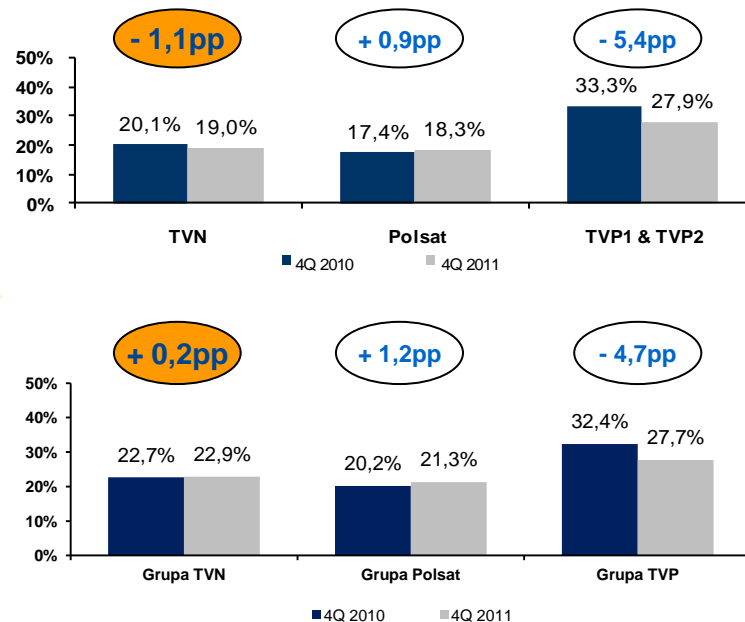 - 1,1pp + 0,9pp - 5,4pp
50%
40%
30%
20%
10%
0%
20,1% 19,0% 17,4% 18,3% 33,3% 27,9%
TVN Polsat TVP1 & TVP2
4Q 2010 4Q 2011
+ 0,2pp + 1,2pp - 4,7pp
50%
40%
30%
20%
10%
0%
22,7% 22,9% 20,2% 21,3% 32,4% 27,7%
Grupa TVN Grupa Polsat Grupa TVP
4Q 2010 4Q 2011